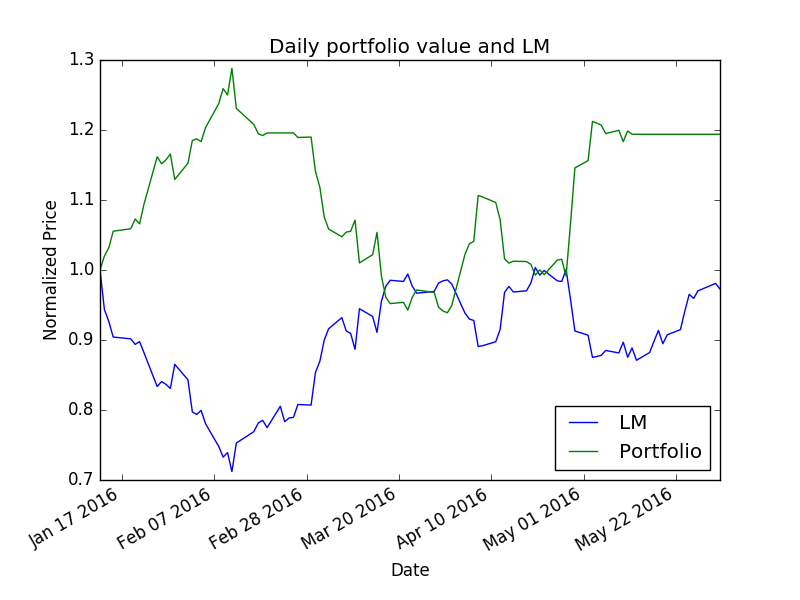 Daily portfolio value and LM
1.3
1.2
1.1
1.0
0.9
0.8
0.7
Normalized Price
LM
Portfolio
Jan 17 2016
Feb 07 2016
Feb 28 2016
Mar 20 2016
Apr 10 2016
May 01 2016
May 22 2016
Date